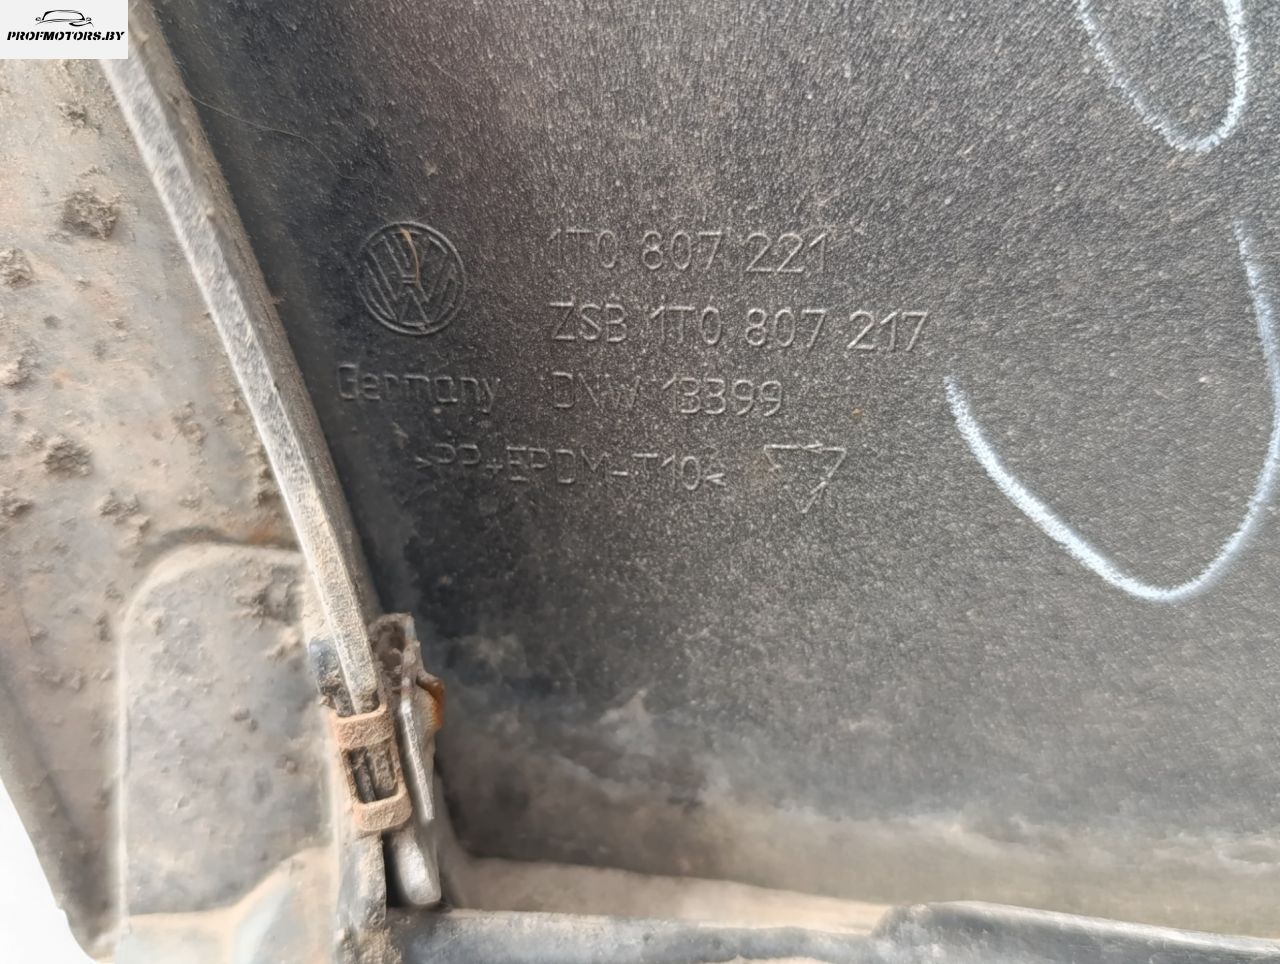 PROFMOTORS.BY
1T0 807 221
ZSB 1T0 807 217
Germany DNW 13399
>PP+EPDM-T10<